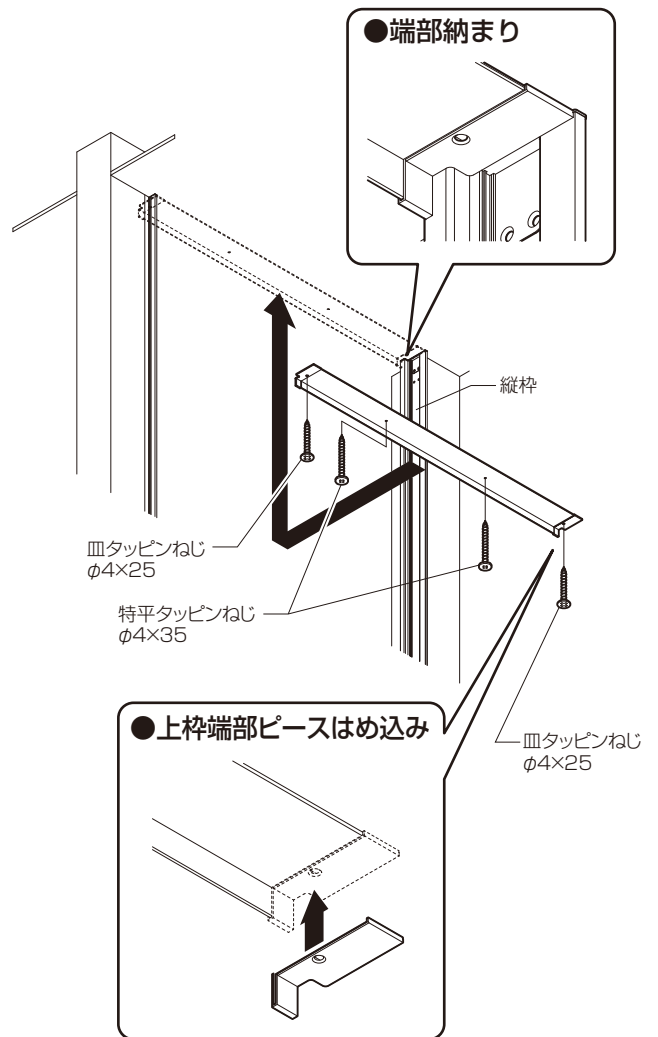 ●端部納まり
縦枠
皿タッピンねじ
φ4×25
特平タッピンねじ
φ4×35
●上枠端部ピースはめ込み
皿タッピンねじ
φ4×25